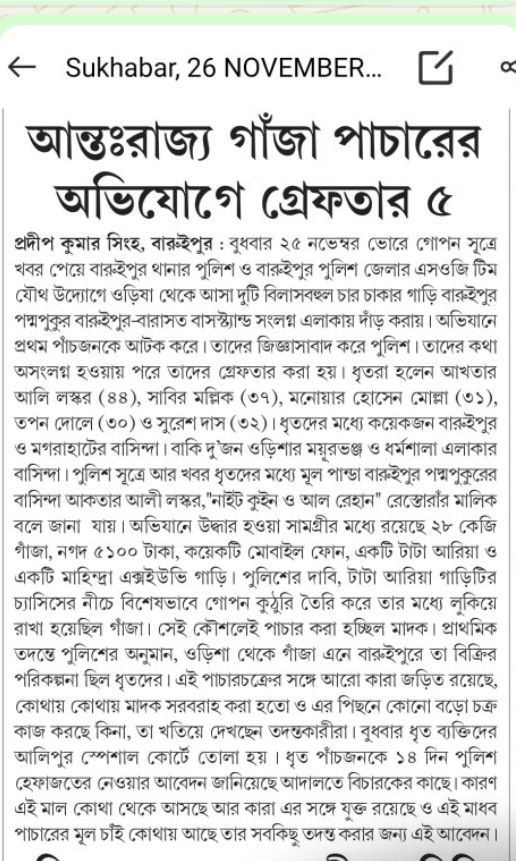 Sukhabar, 26 NOVEMBER...
আন্তঃরাজ্য গাঁজা পাচারের
অভিযোগে গ্রেফতার ৫
প্রদীপ কুমার সিংহ, বারুইপুর : বুধবার ২৫ নভেম্বর ভোরে গোপন সূত্রে
খবর পেয়ে বারুইপুর থানার পুলিশ ও বারুইপুর পুলিশ জেলার এসওজি টিম
যৌথ উদ্যোগে ওড়িষা থেকে আসা দুটি বিলাসবহুল চার চাকার গাড়ি বারুইপুর
পদ্মপুকুর বারুইপুর-বারাসত বাসস্ট্যান্ড সংলগ্ন এলাকায় দাঁড় করায়। অভিযানে
প্রথম পাঁচজনকে আটক করে। তাদের জিজ্ঞাসাবাদ করে পুলিশ। তাদের কথা
অসংলগ্ন হওয়ায় পরে তাদের গ্রেফতার করা হয়। ধৃতরা হলেন আখতার
আলি লস্কর (৪৪), সাবির মল্লিক (৩৭), মনোয়ার হোসেন মোল্লা (৩১),
তপন দোলে (৩০) ও সুরেশ দাস (৩২)। ধৃতদের মধ্যে কয়েকজন বারুইপুর
ও মগরাহাটের বাসিন্দা। বাকি দু'জন ওড়িশার ময়ূরভঞ্জ ও ধর্মশালা এলাকার
বাসিন্দা। পুলিশ সূত্রে আর খবর ধৃতদের মধ্যে মূল পান্ডা বারুইপুর পদ্মপুকুরের
বাসিন্দা আকতার আলী লস্কর,"নাইট কুইন ও আল রেহান" রেস্তোরাঁর মালিক
বলে জানা যায়। অভিযানে উদ্ধার হওয়া সামগ্রীর মধ্যে রয়েছে ২৮ কেজি
গাঁজা, নগদ ৫১০০ টাকা, কয়েকটি মোবাইল ফোন, একটি টাটা আরিয়া ও
একটি মাহিন্দ্রা এক্সইউভি গাড়ি। পুলিশের দাবি, টাটা আরিয়া গাড়িটির
চ্যাসিসের নীচে বিশেষভাবে গোপন কুঠুরি তৈরি করে তার মধ্যে লুকিয়ে
রাখা হয়েছিল গাঁজা। সেই কৌশলেই পাচার করা হচ্ছিল মাদক। প্রাথমিক
তদন্তে পুলিশের অনুমান, ওড়িশা থেকে গাঁজা এনে বারুইপুরে তা বিক্রির
পরিকল্পনা ছিল ধৃতদের। এই পাচারচক্রের সঙ্গে আরো কারা জড়িত রয়েছে,
কোথায় কোথায় মাদক সরবরাহ করা হতো ও এর পিছনে কোনো বড়ো চক্র
কাজ করছে কিনা, তা খতিয়ে দেখছেন তদন্তকারীরা। বুধবার ধৃত ব্যক্তিদের
আলিপুর স্পেশাল কোর্টে তোলা হয়। ধৃত পাঁচজনকে ১৪ দিন পুলিশ
হেফাজতের নেওয়ার আবেদন জানিয়েছে আদালতে বিচারকের কাছে। কারণ
এই মাল কোথা থেকে আসছে আর কারা এর সঙ্গে যুক্ত রয়েছে ও এই মাধব
পাচারের মূল চাঁই কোথায় আছে তার সবকিছু তদন্ত করার জন্য এই আবেদন।